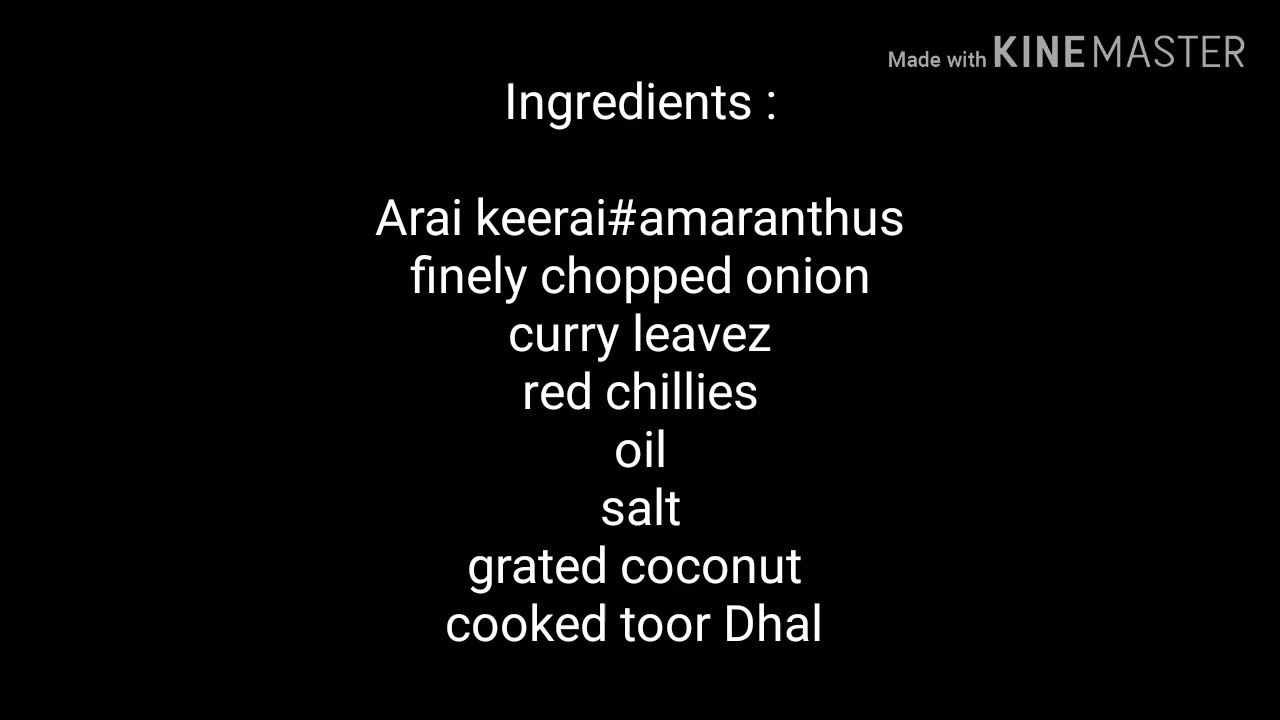 Made with KINEMASTER
Ingredients :
Arai keerai#amaranthus
finely chopped onion
curry leavez
red chillies
oil
salt
grated coconut
cooked toor Dhal